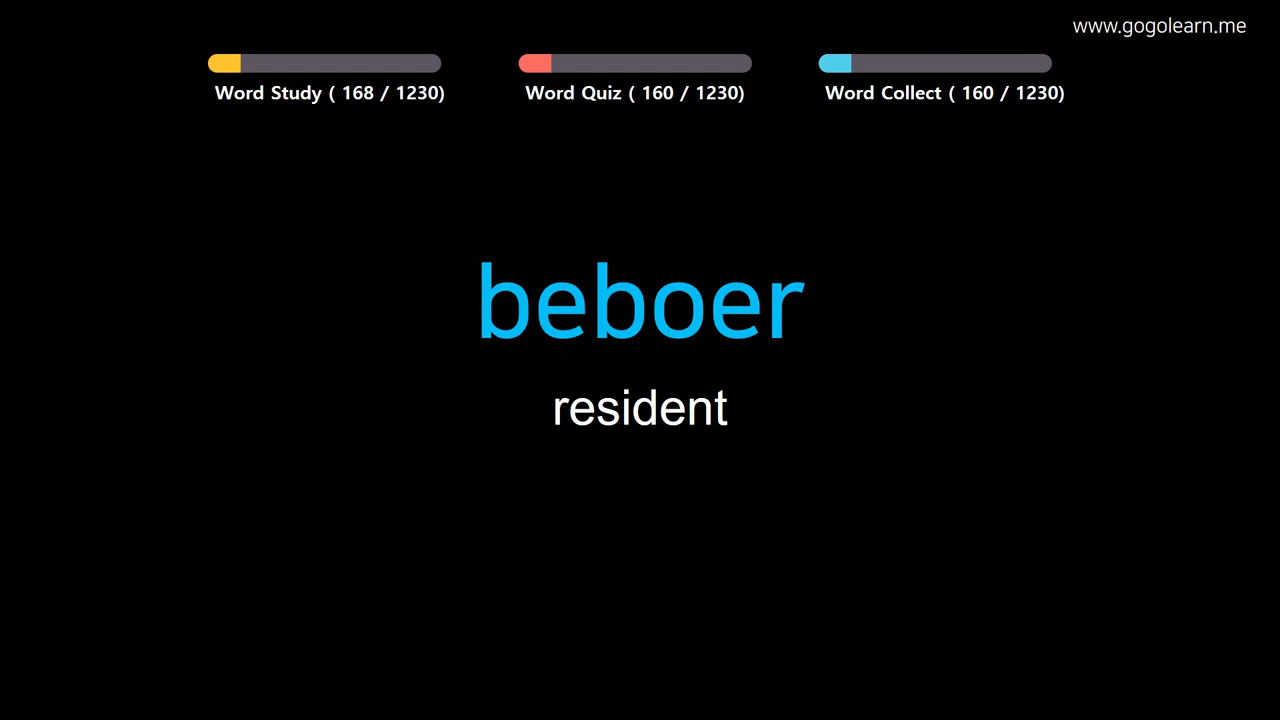 www.gogolearn.me
Word Study ( 168 / 1230)
Word Quiz ( 160 / 1230)
Word Collect ( 160 / 1230)
beboer
resident